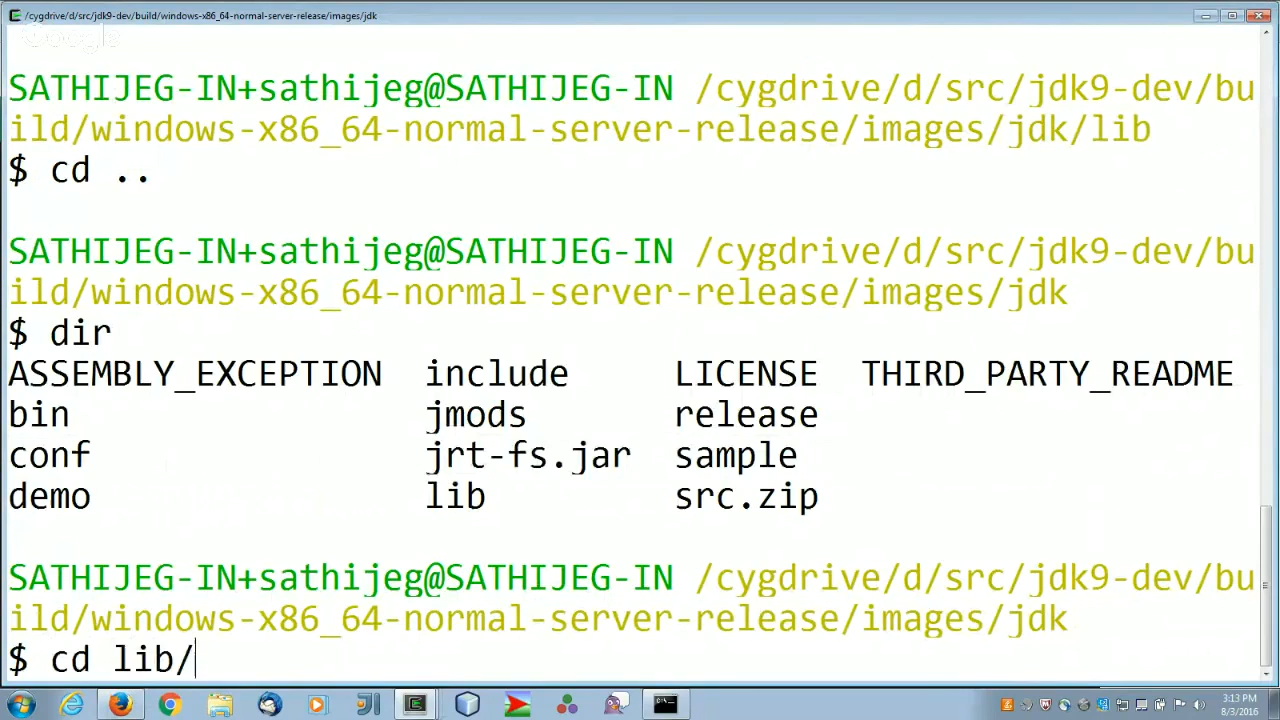 /cygdrive/d/src/jdk9-dev/build/windows-x86_64-normal-server-release/images/jdk
Google
SATHIJEG-IN+sathijeg@SATHIJEG-IN /cygdrive/d/src/jdk9-dev/bu
ild/windows-x86_64-normal-server-release/images/jdk/lib
$ cd ..
SATHIJEG-IN+sathijeg@SATHIJEG-IN /cygdrive/d/src/jdk9-dev/bu
ild/windows-x86_64-normal-server-release/images/jdk
$ dir
ASSEMBLY_EXCEPTION include LICENSE THIRD_PARTY_README
bin jmods release
conf jrt-fs.jar sample
demo lib src.zip
SATHIJEG-IN+sathijeg@SATHIJEG-IN /cygdrive/d/src/jdk9-dev/bu
ild/windows-x86_64-normal-server-release/images/jdk
$ cd lib/
3:13 PM
8/3/2016